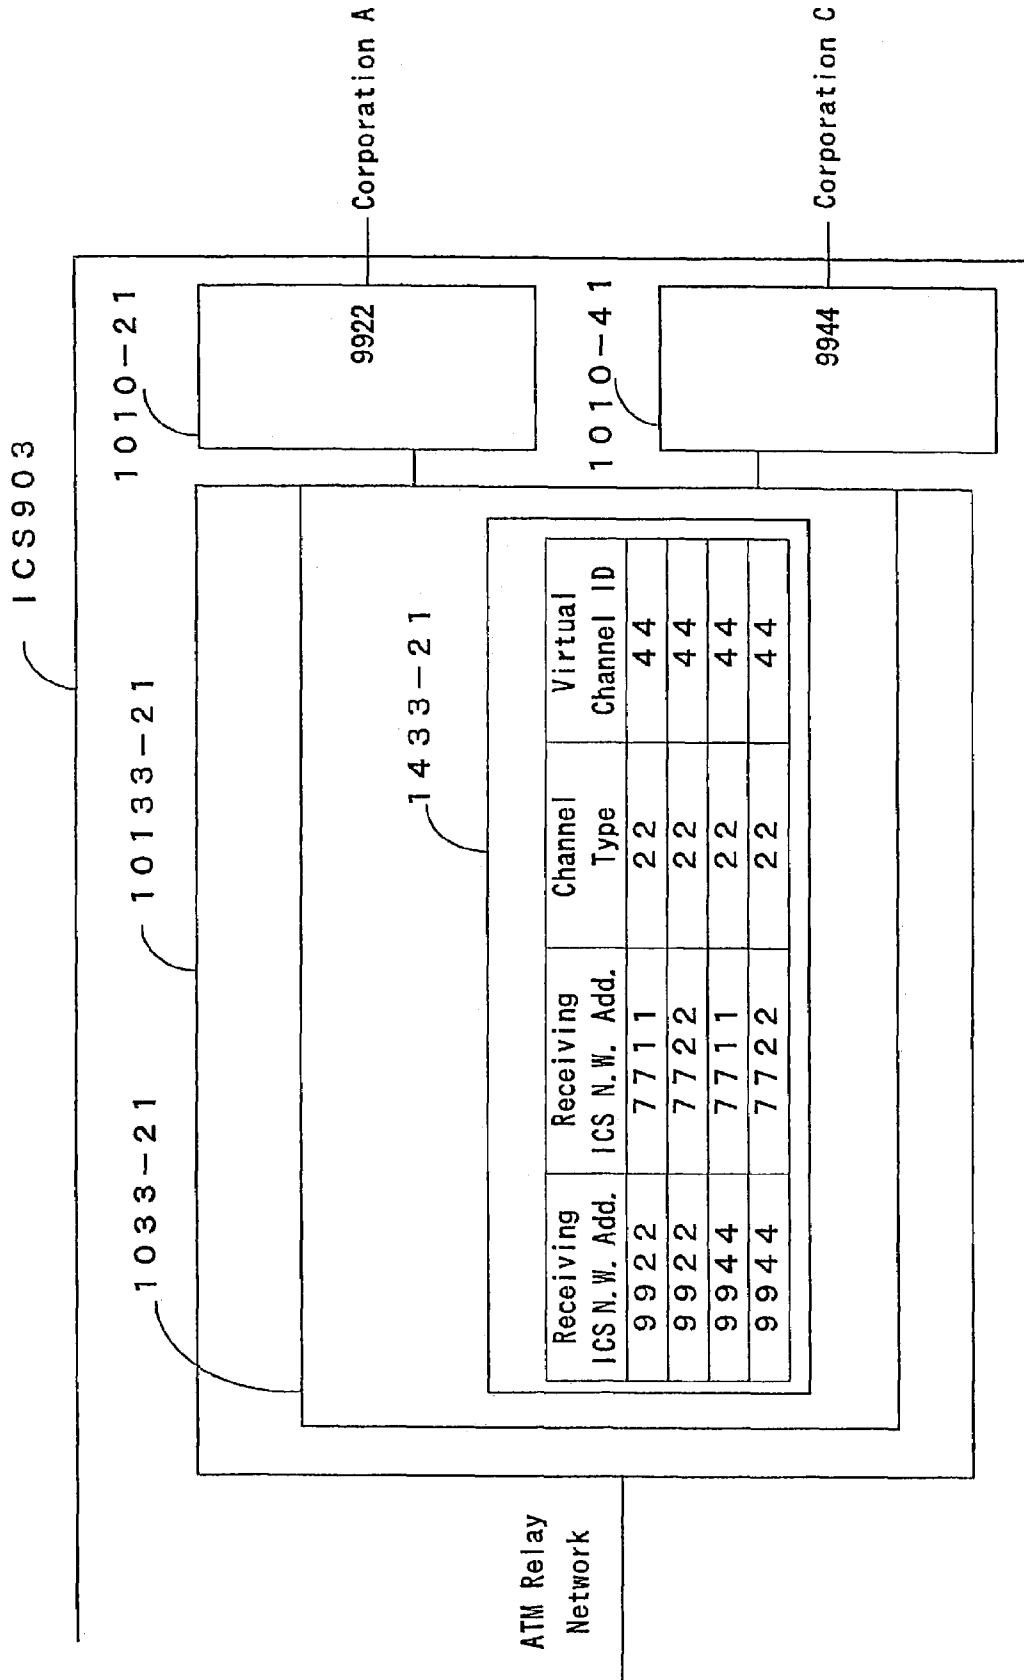 ICS903
10133-21
1033-21
1433-21
1010-21
9922
Corporation A
1010-41
9944
Corporation C
ATM Relay
Network
Receiving ICS N.W. Add. Receiving ICS N.W. Add. Channel Type Virtual Channel ID
9922 7711 22 44
9922 7722 22 44
9944 7711 22 44
9944 7722 22 44